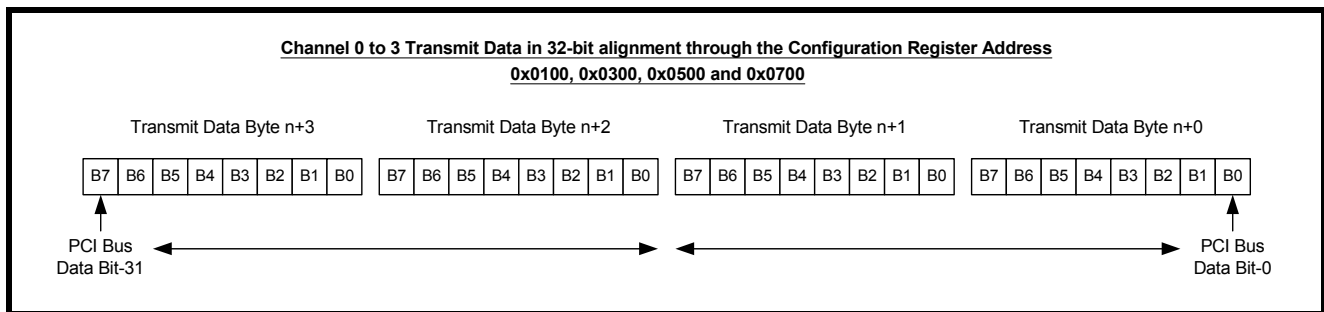 Channel 0 to 3 Transmit Data in 32-bit alignment through the Configuration Register Address
0x0100, 0x0300, 0x0500 and 0x0700
Transmit Data Byte n+3 Transmit Data Byte n+2 Transmit Data Byte n+1 Transmit Data Byte n+0
B7 B6 B5 B4 B3 B2 B1 B0 B7 B6 B5 B4 B3 B2 B1 B0 B7 B6 B5 B4 B3 B2 B1 B0 B7 B6 B5 B4 B3 B2 B1 B0
PCI Bus PCI Bus
Data Bit-31 Data Bit-0